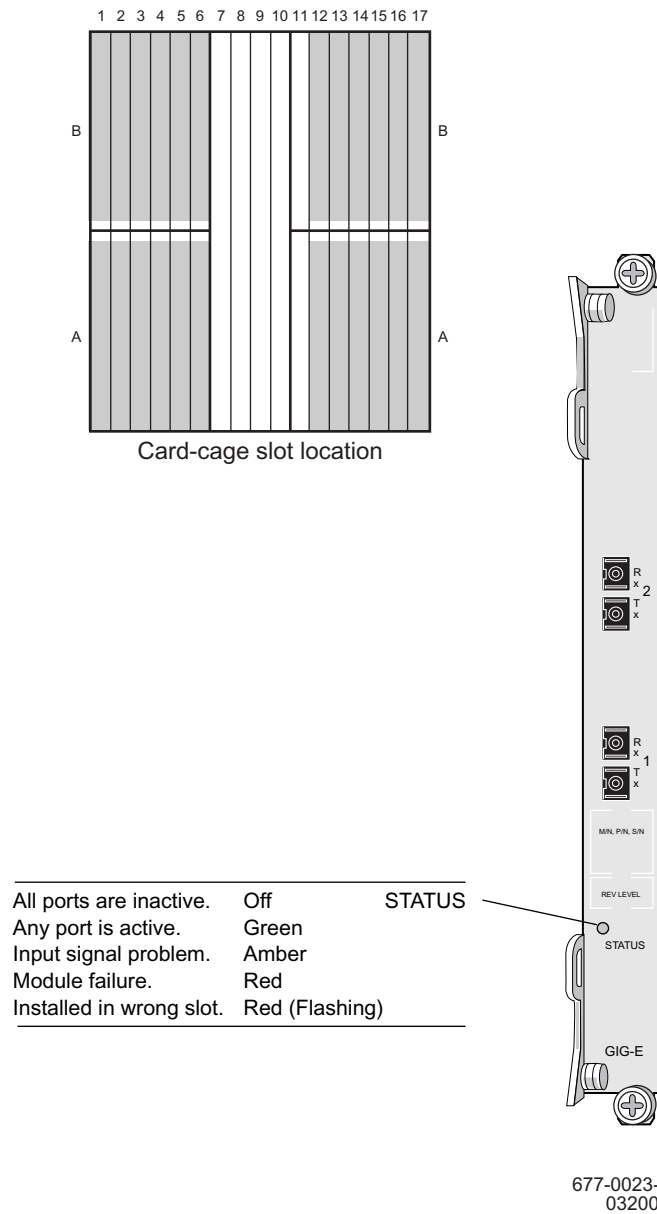 1 2 3 4 5 6 7 8 9 10 11 12 13 14 15 16 17
B B
A A
Card-cage slot location
R
x 2
T
x
R
x 1
T
x
M/N, P/N, S/N
REV LEVEL
All ports are inactive. Off STATUS
Any port is active. Green
Input signal problem. Amber
Module failure. Red
Installed in wrong slot. Red (Flashing)
STATUS
GIG-E
677-0023-
03200